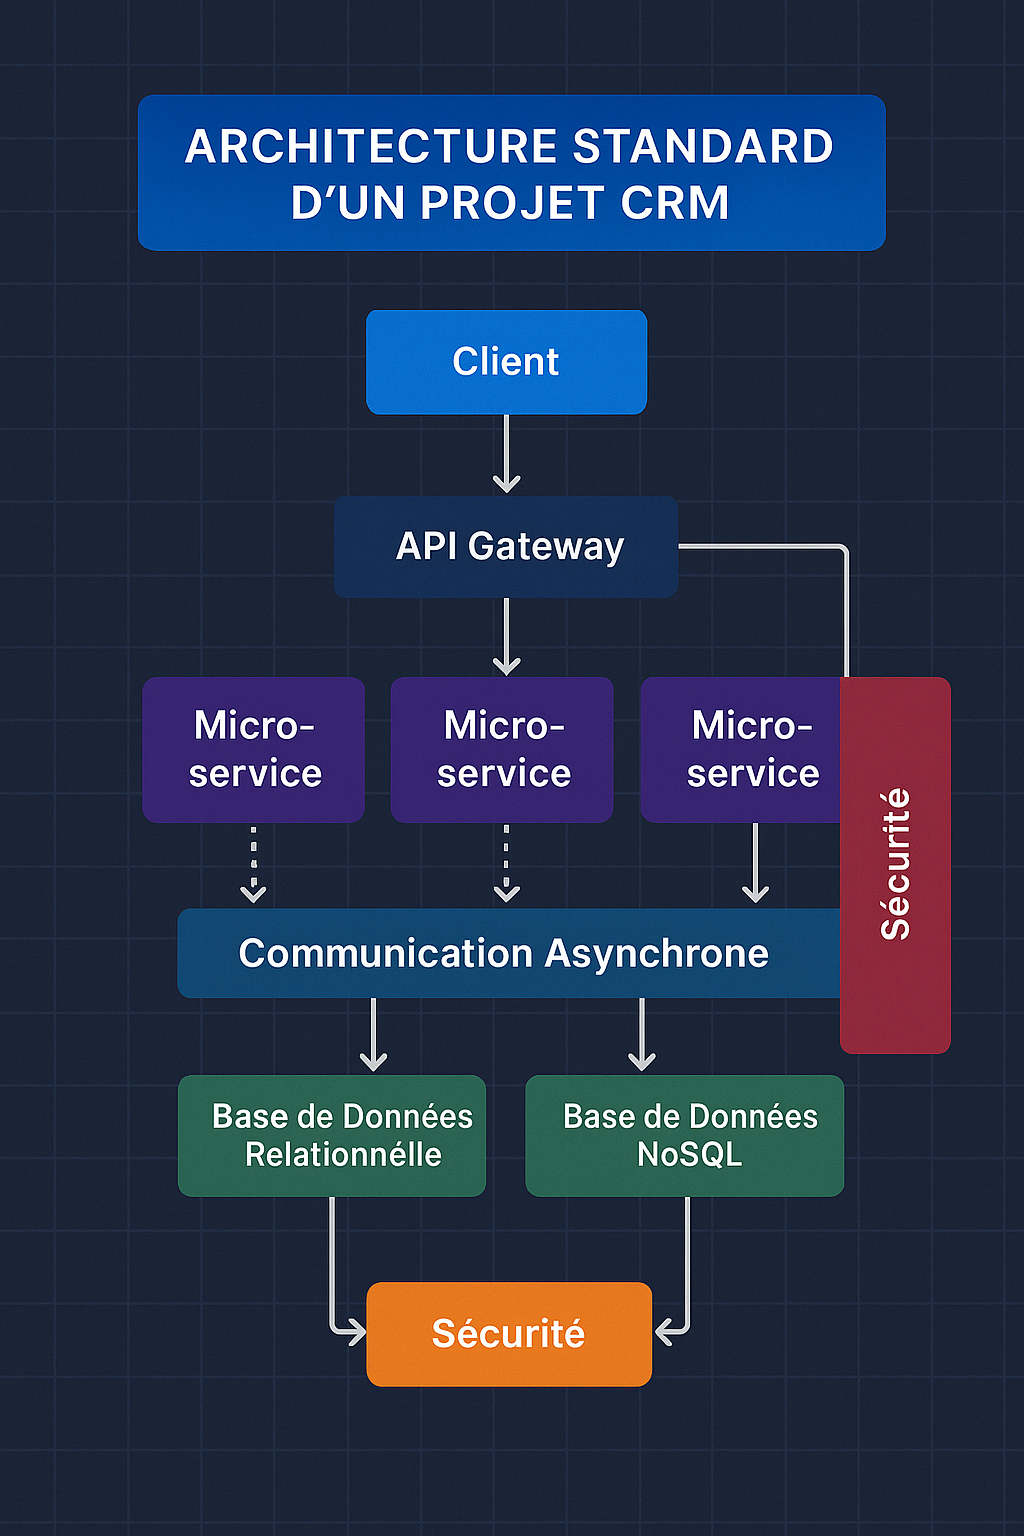 ARCHITECTURE STANDARD
D’UN PROJET CRM
Client
API Gateway
Micro-
service
Micro-
service
Micro-
service
Sécurité
Communication Asynchrone
Base de Données
Relationnélle
Base de Données
NoSQL
Sécurité